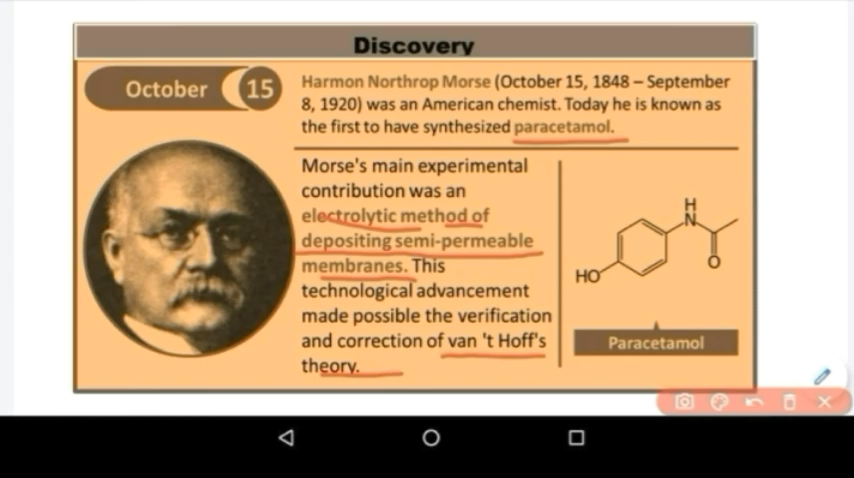 Discovery
October 15
Harmon Northrop Morse (October 15, 1848 – September
8, 1920) was an American chemist. Today he is known as
the first to have synthesized paracetamol.
Morse's main experimental
contribution was an
electrolytic method of
depositing semi-permeable
membranes. This
technological advancement
made possible the verification
and correction of van 't Hoff's
theory.
H
N
O
HO
Paracetamol